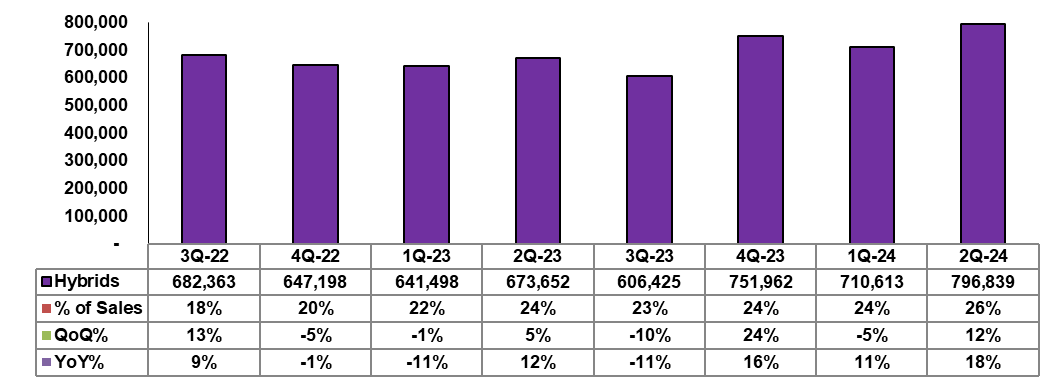 800,000
700,000
600,000
500,000
400,000
300,000
200,000
100,000
-
3Q-22 4Q-22 1Q-23 2Q-23 3Q-23 4Q-23 1Q-24 2Q-24
Hybrids 682,363 647,198 641,498 673,652 606,425 751,962 710,613 796,839
% of Sales 18% 20% 22% 24% 23% 24% 24% 26%
QoQ% 13% -5% -1% 5% -10% 24% -5% 12%
YoY% 9% -1% -11% 12% -11% 16% 11% 18%